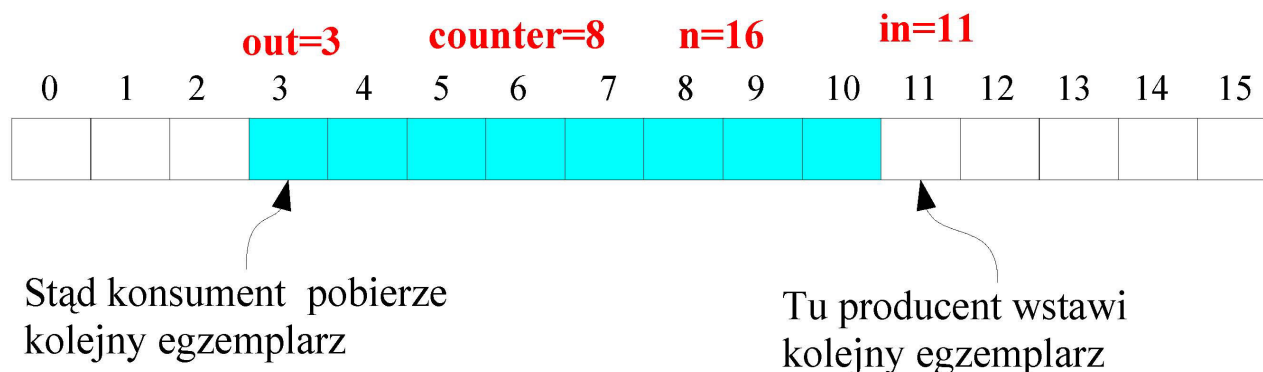 out=3 counter=8 n=16 in=11
0 1 2 3 4 5 6 7 8 9 10 11 12 13 14 15
Stąd konsument pobierze
kolejny egzemplarz
Tu producent wstawi
kolejny egzemplarz